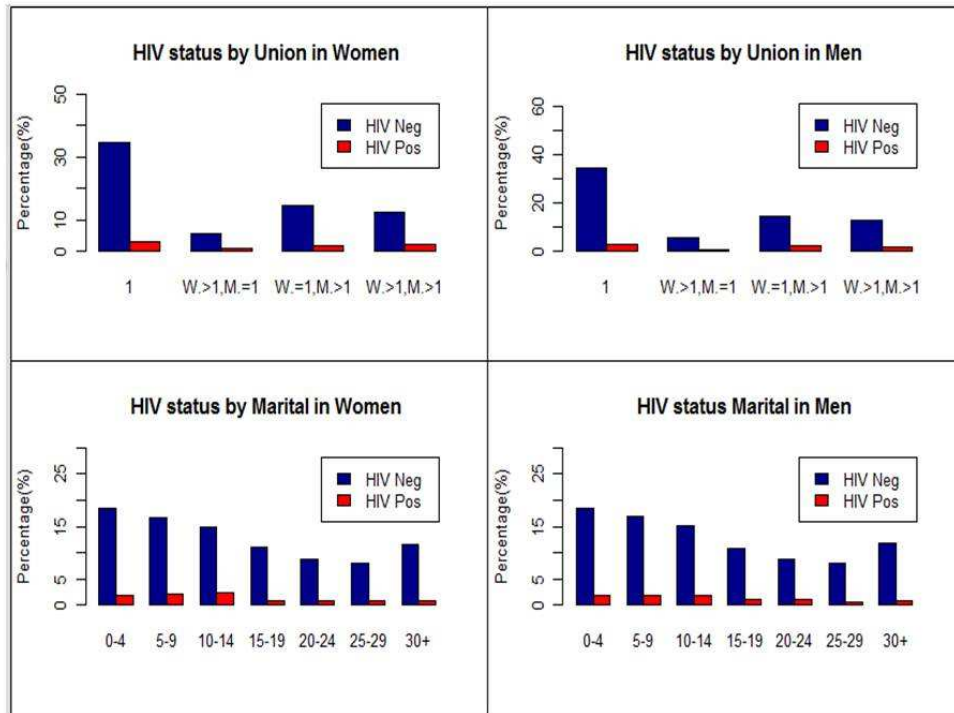 HIV status by Union in Women
Percentage(%)
50
30
10
0
HIV Neg
HIV Pos
1 W.>1,M.=1 W.=1,M.>1 W.>1,M.>1
HIV status by Union in Men
Percentage(%)
60
40
20
0
HIV Neg
HIV Pos
1 W.>1,M.=1 W.=1,M.>1 W.>1,M.>1
HIV status by Marital in Women
Percentage(%)
25
15
5
0
HIV Neg
HIV Pos
0-4 5-9 10-14 15-19 20-24 25-29 30+
HIV status Marital in Men
Percentage(%)
25
15
5
0
HIV Neg
HIV Pos
0-4 5-9 10-14 15-19 20-24 25-29 30+